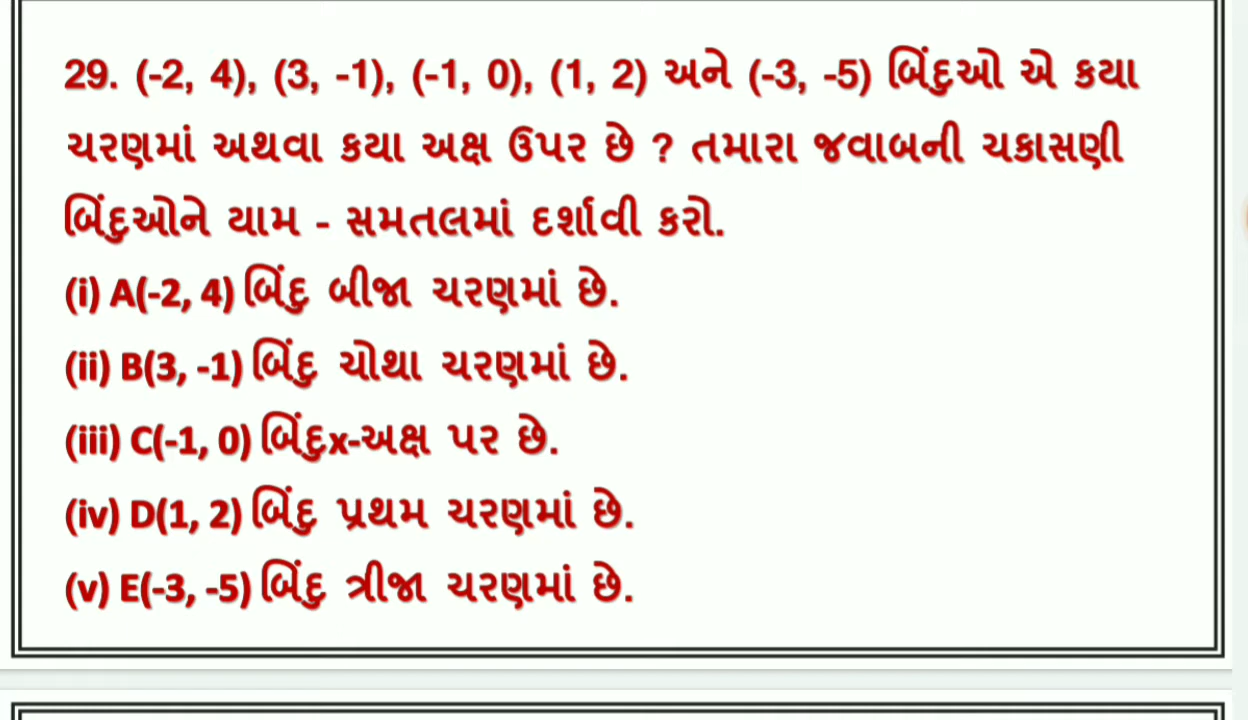 29. (-2, 4), (3, -1), (-1, 0), (1, 2) અને (-3, -5) બિંદુઓ એ કયા
ચરણમાં અથવા કયા અક્ષ ઉપર છે ? તમારા જવાબની ચકાસણી
બિંદુઓને યામ - સમતલમાં દર્શાવી કરો.
(i) A(-2, 4) બિંદુ બીજા ચરણમાં છે.
(ii) B(3, -1) બિંદુ ચોથા ચરણમાં છે.
(iii) C(-1, 0) બિંદુx-અક્ષ પર છે.
(iv) D(1, 2) બિંદુ પ્રથમ ચરણમાં છે.
(v) E(-3, -5) બિંદુ ત્રીજા ચરણમાં છે.